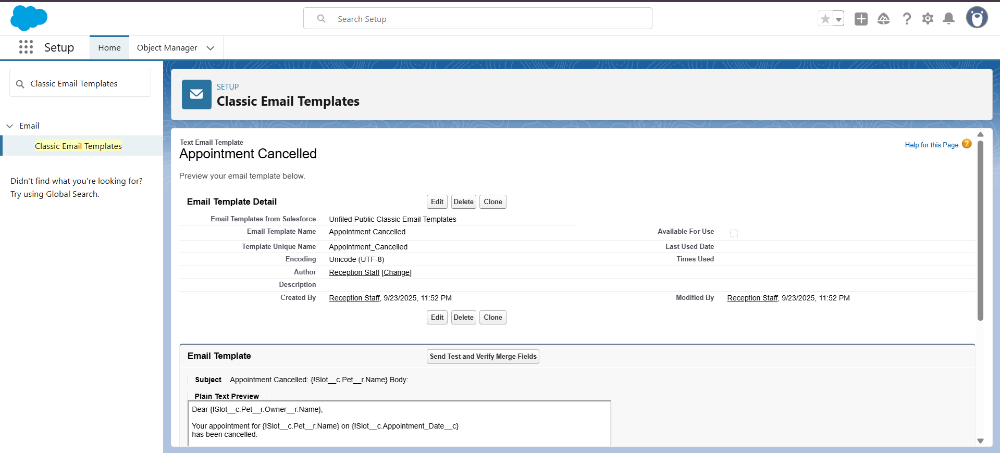 Search Setup
Setup
Home
Object Manager
Classic Email Templates
Email
Classic Email Templates
Didn't find what you're looking for?
Try using Global Search.
SETUP
Classic Email Templates
Text Email Template
Appointment Cancelled
Help for this Page
Preview your email template below.
Email Template Detail
Edit Delete Clone
Email Templates from Salesforce Unfiled Public Classic Email Templates
Email Template Name Appointment Cancelled Available For Use
Template Unique Name Appointment_Cancelled Last Used Date
Encoding Unicode (UTF-8) Times Used
Author Reception Staff [Change]
Description
Created By Reception Staff, 9/23/2025, 11:52 PM Modified By Reception Staff, 9/23/2025, 11:52 PM
Edit Delete Clone
Email Template Send Test and Verify Merge Fields
Subject Appointment Cancelled: {!Slot__c.Pet__r.Name} Body:
Plain Text Preview
Dear {!Slot__c.Pet__r.Owner__r.Name},
Your appointment for {!Slot__c.Pet__r.Name} on {!Slot__c.Appointment_Date__c}
has been cancelled.